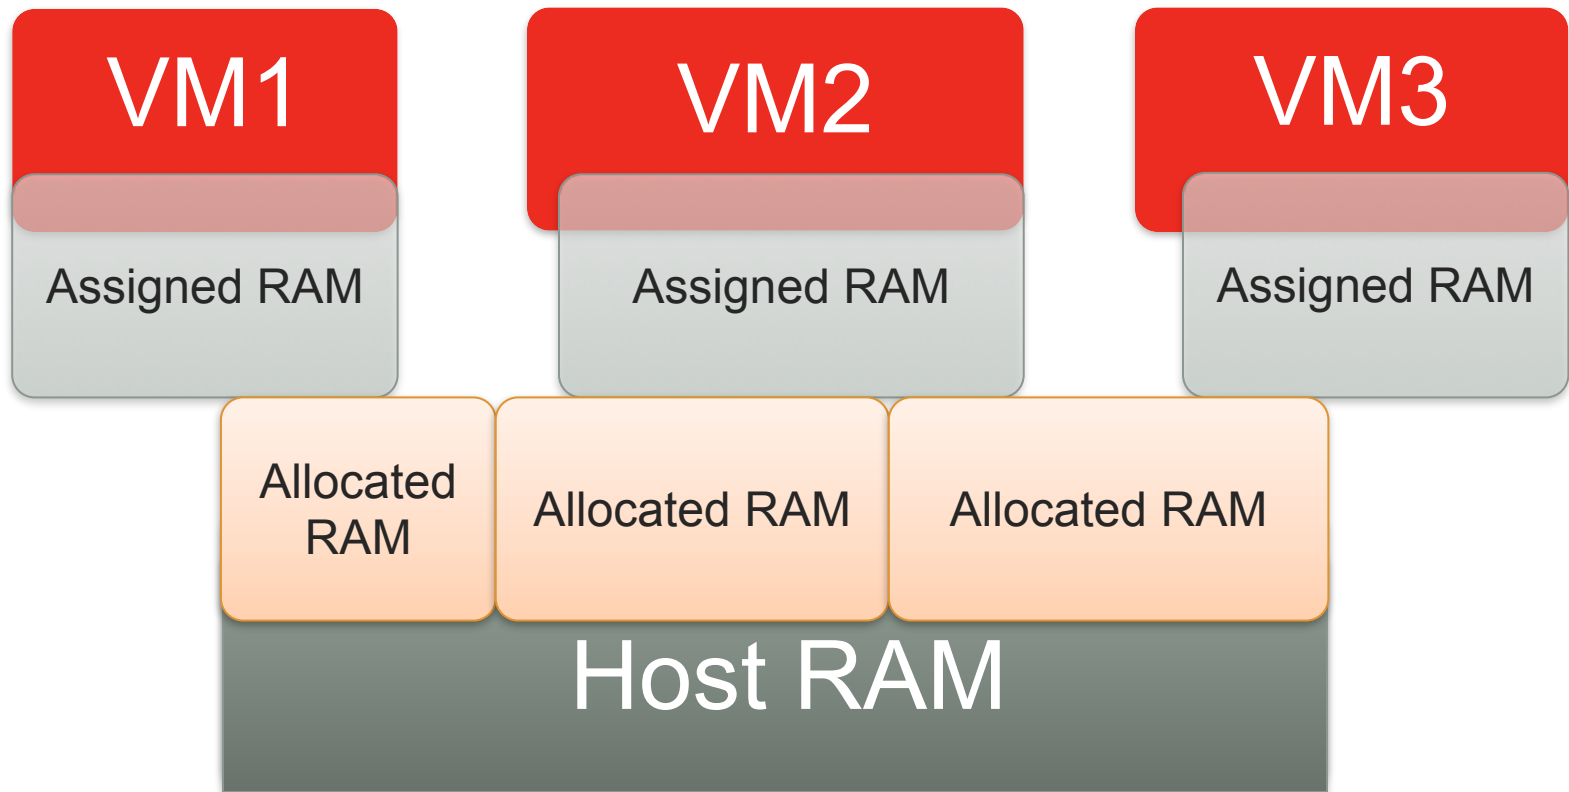 VM1
VM2
VM3
Assigned RAM
Assigned RAM
Assigned RAM
Allocated
RAM
Allocated RAM
Allocated RAM
Host RAM